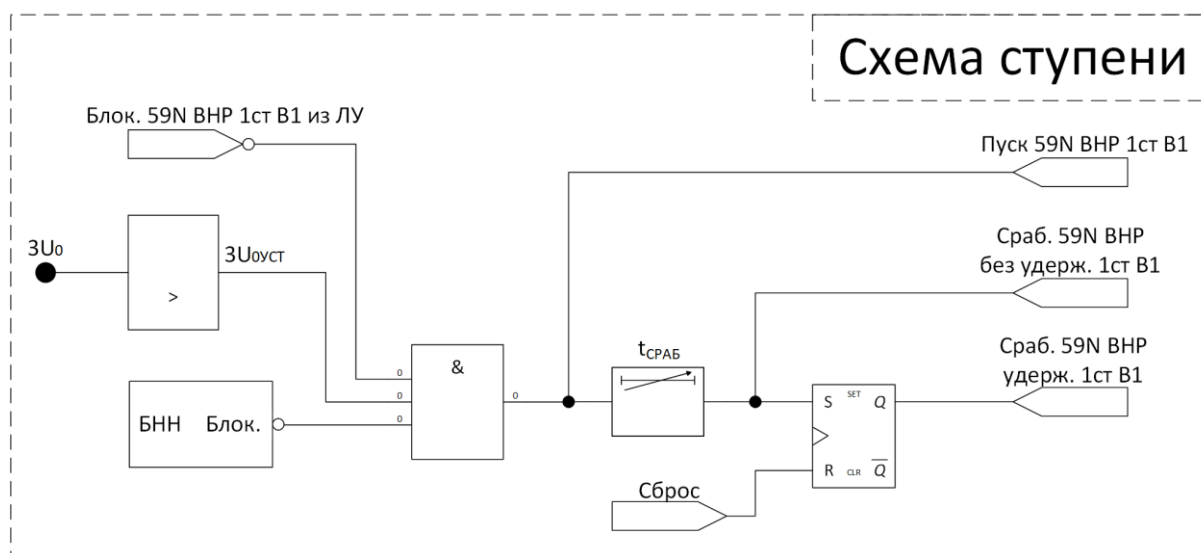 Схема ступени
Блок. 59N ВНР 1ст В1 из ЛУ
Пуск 59N ВНР 1ст В1
3U0
3U0УСТ
>
Сраб. 59N ВНР
без удерж. 1ст В1
БНН Блок.
0
0
0
&
0
tСРАБ
Сраб. 59N ВНР
удерж. 1ст В1
S SET Q
R CLR Q
Сброс